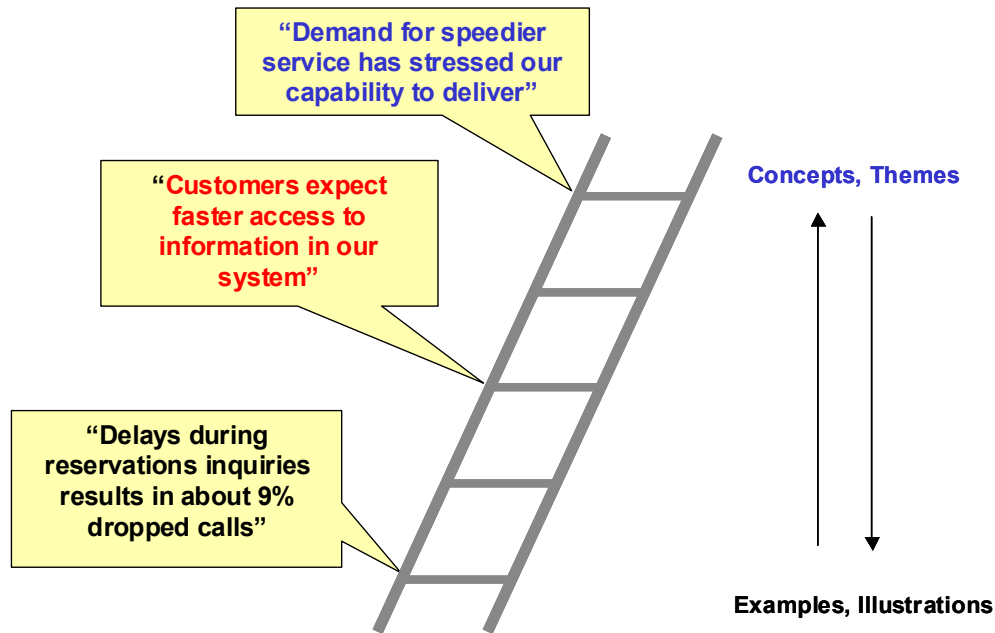 “Demand for speedier
service has stressed our
capability to deliver”
Concepts, Themes
“Customers expect
faster access to
information in our
system”
“Delays during
reservations inquiries
results in about 9%
dropped calls”
Examples, Illustrations